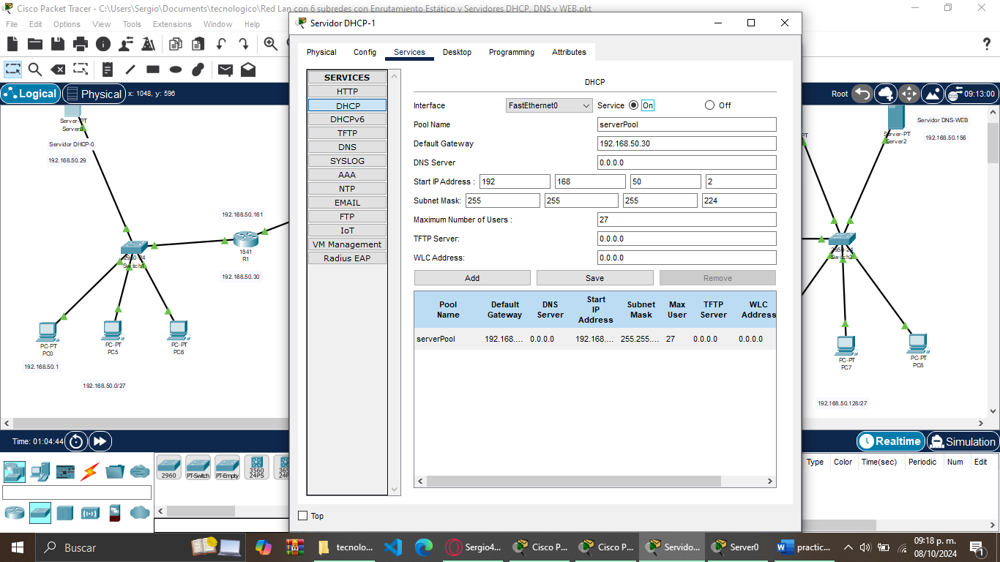 Cisco Packet Tracer - C:\Users\Sergio\Documents\tecnologico\Red Lan con 6 subredes con Enrutamiento Estático y Servidores DHCP, DNS y WEB.pkt
File Edit Options View Tools Extensions Window Help
Logical Physical x: 1048, y: 596
Root 09:13:00
Server-PT
Servidor DHCP-0
192.168.50.29
192.168.50.161
1841
R1
192.168.50.30
2950-24
Switch1
PC-PT
PC0
PC-PT
PC5
PC-PT
PC6
192.168.50.1
192.168.50.0/27
Servidor DHCP-1
Physical Config Services Desktop Programming Attributes
SERVICES
HTTP
DHCP
DHCPv6
TFTP
DNS
SYSLOG
AAA
NTP
EMAIL
FTP
IoT
VM Management
Radius EAP
DHCP
Interface FastEthernet0 Service On Off
Pool Name serverPool
Default Gateway 192.168.50.30
DNS Server 0.0.0.0
Start IP Address : 192 168 50 2
Subnet Mask: 255 255 255 224
Maximum Number of Users : 27
TFTP Server: 0.0.0.0
WLC Address: 0.0.0.0
Add Save Remove
Pool Name Default Gateway DNS Server Start IP Address Subnet Mask Max User TFTP Server WLC Address
serverPool 192.168.... 0.0.0.0 192.168.... 255.255.... 27 0.0.0.0 0.0.0.0
Top
Servidor DNS-WEB
Server-PT
Server2
192.168.50.156
2950-24
PC-PT
PC7
PC-PT
PC8
192.168.50.128/27
Time: 01:04:44
Realtime Simulation
2960 PT-Switch PT-Empty 3560 24PS
Type Color Time(sec) Periodic Num Edit
Buscar
tecnolo... Sergio4... Cisco P... Cisco P... Servido... Server0 practic...
09:18 p. m.
08/10/2024
1